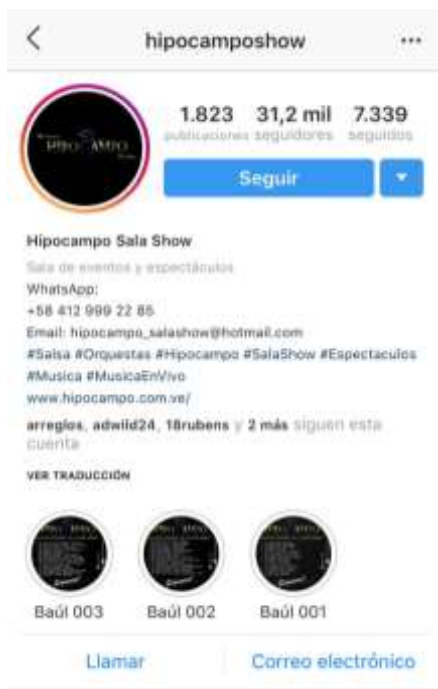 hipocamposhow
1.823 31,2 mil 7.339
publicaciones seguidores seguidos
Seguir
HIPO AMPO
Hipocampo Sala Show
Sala de eventos y espectáculos
WhatsApp:
+58 412 999 22 85
Email: hipocampo_salashow@hotmail.com
#Salsa #Orquestas #Hipocampo #SalaShow #Espectaculos
#Musica #MusicaEnVivo
www.hipocampo.com.ve/
arreglos, adwild24, 18rubens y 2 más siguen esta
cuenta
VER TRADUCCIÓN
Baúl 003 Baúl 002 Baúl 001
Llamar Correo electrónico